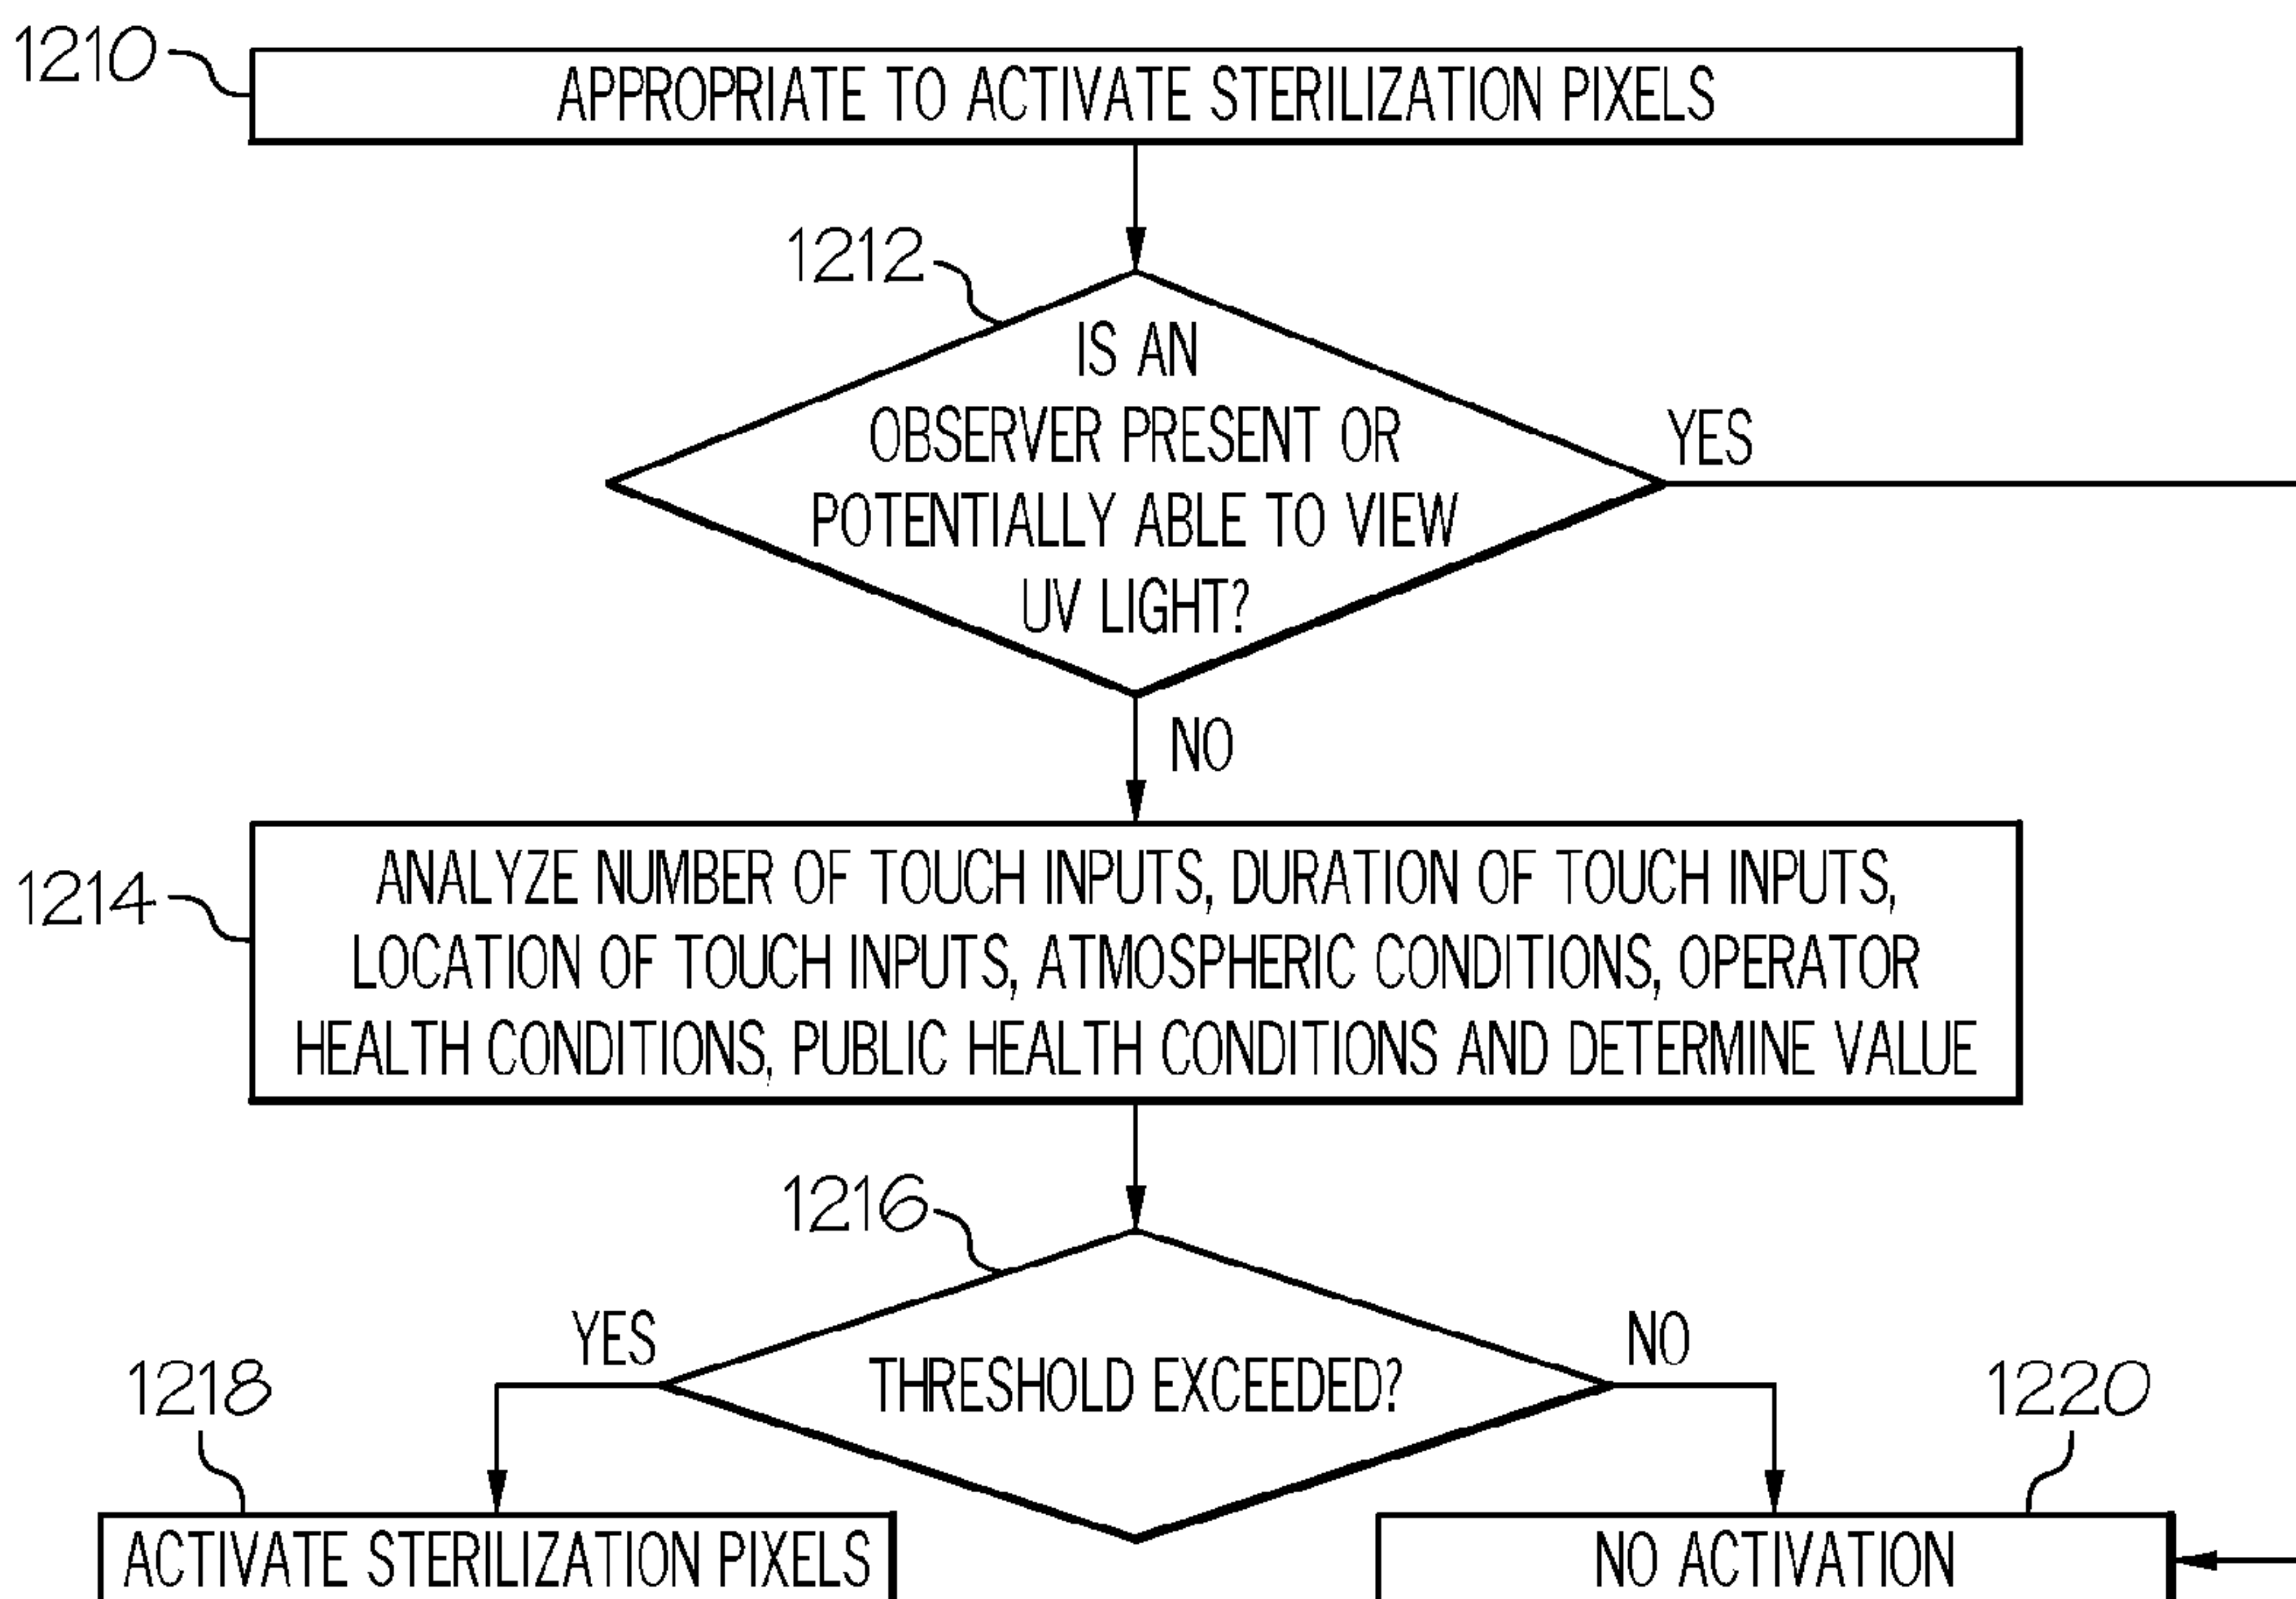 1210
APPROPRIATE TO ACTIVATE STERILIZATION PIXELS
1212
IS AN
OBSERVER PRESENT OR
POTENTIALLY ABLE TO VIEW
UV LIGHT?
YES
NO
1214
ANALYZE NUMBER OF TOUCH INPUTS, DURATION OF TOUCH INPUTS,
LOCATION OF TOUCH INPUTS, ATMOSPHERIC CONDITIONS, OPERATOR
HEALTH CONDITIONS, PUBLIC HEALTH CONDITIONS AND DETERMINE VALUE
1216
THRESHOLD EXCEEDED?
YES
NO
1218
ACTIVATE STERILIZATION PIXELS
1220
NO ACTIVATION